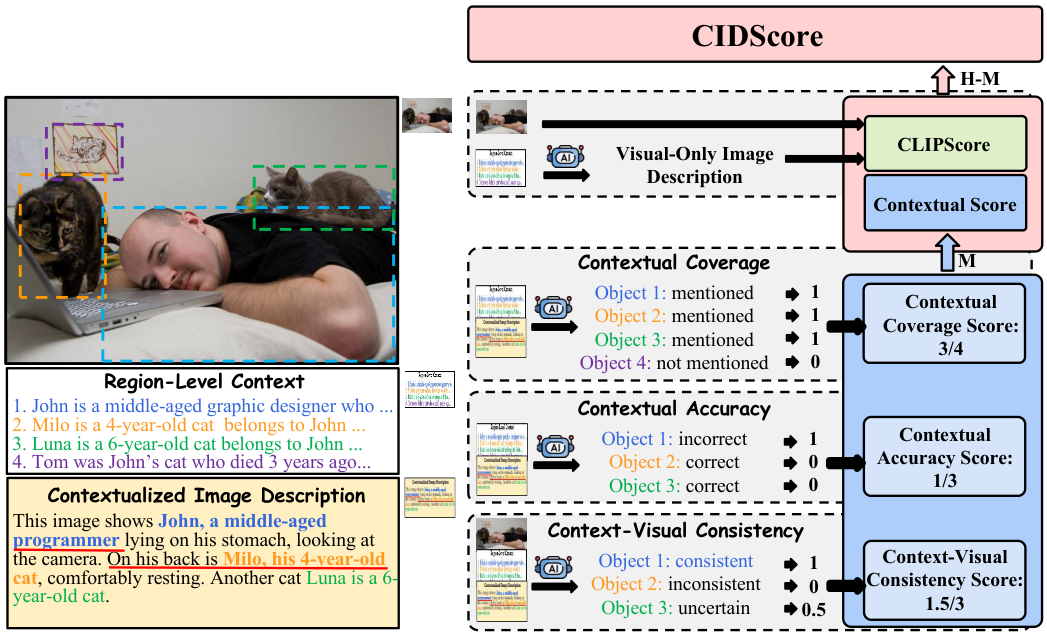 CIDScore
H-M
CLIPScore
Visual-Only Image
Description
AI
Contextual Score
M
Contextual Coverage
AI
Object 1: mentioned 1
Object 2: mentioned 1
Object 3: mentioned 1
Object 4: not mentioned 0
Contextual
Coverage Score:
3/4
Contextual Accuracy
AI
Object 1: incorrect 1
Object 2: correct 0
Object 3: correct 0
Contextual
Accuracy Score:
1/3
Context-Visual Consistency
AI
Object 1: consistent 1
Object 2: inconsistent 0
Object 3: uncertain 0.5
Context-Visual
Consistency Score:
1.5/3
Region-Level Context
1. John is a middle-aged graphic designer who ...
2. Milo is a 4-year-old cat belongs to John ...
3. Luna is a 6-year-old cat belongs to John ...
4. Tom was John's cat who died 3 years ago...
Contextualized Image Description
This image shows John, a middle-aged
programmer lying on his stomach, looking at
the camera. On his back is Milo, his 4-year-old
cat, comfortably resting. Another cat Luna is a 6-
year-old cat.